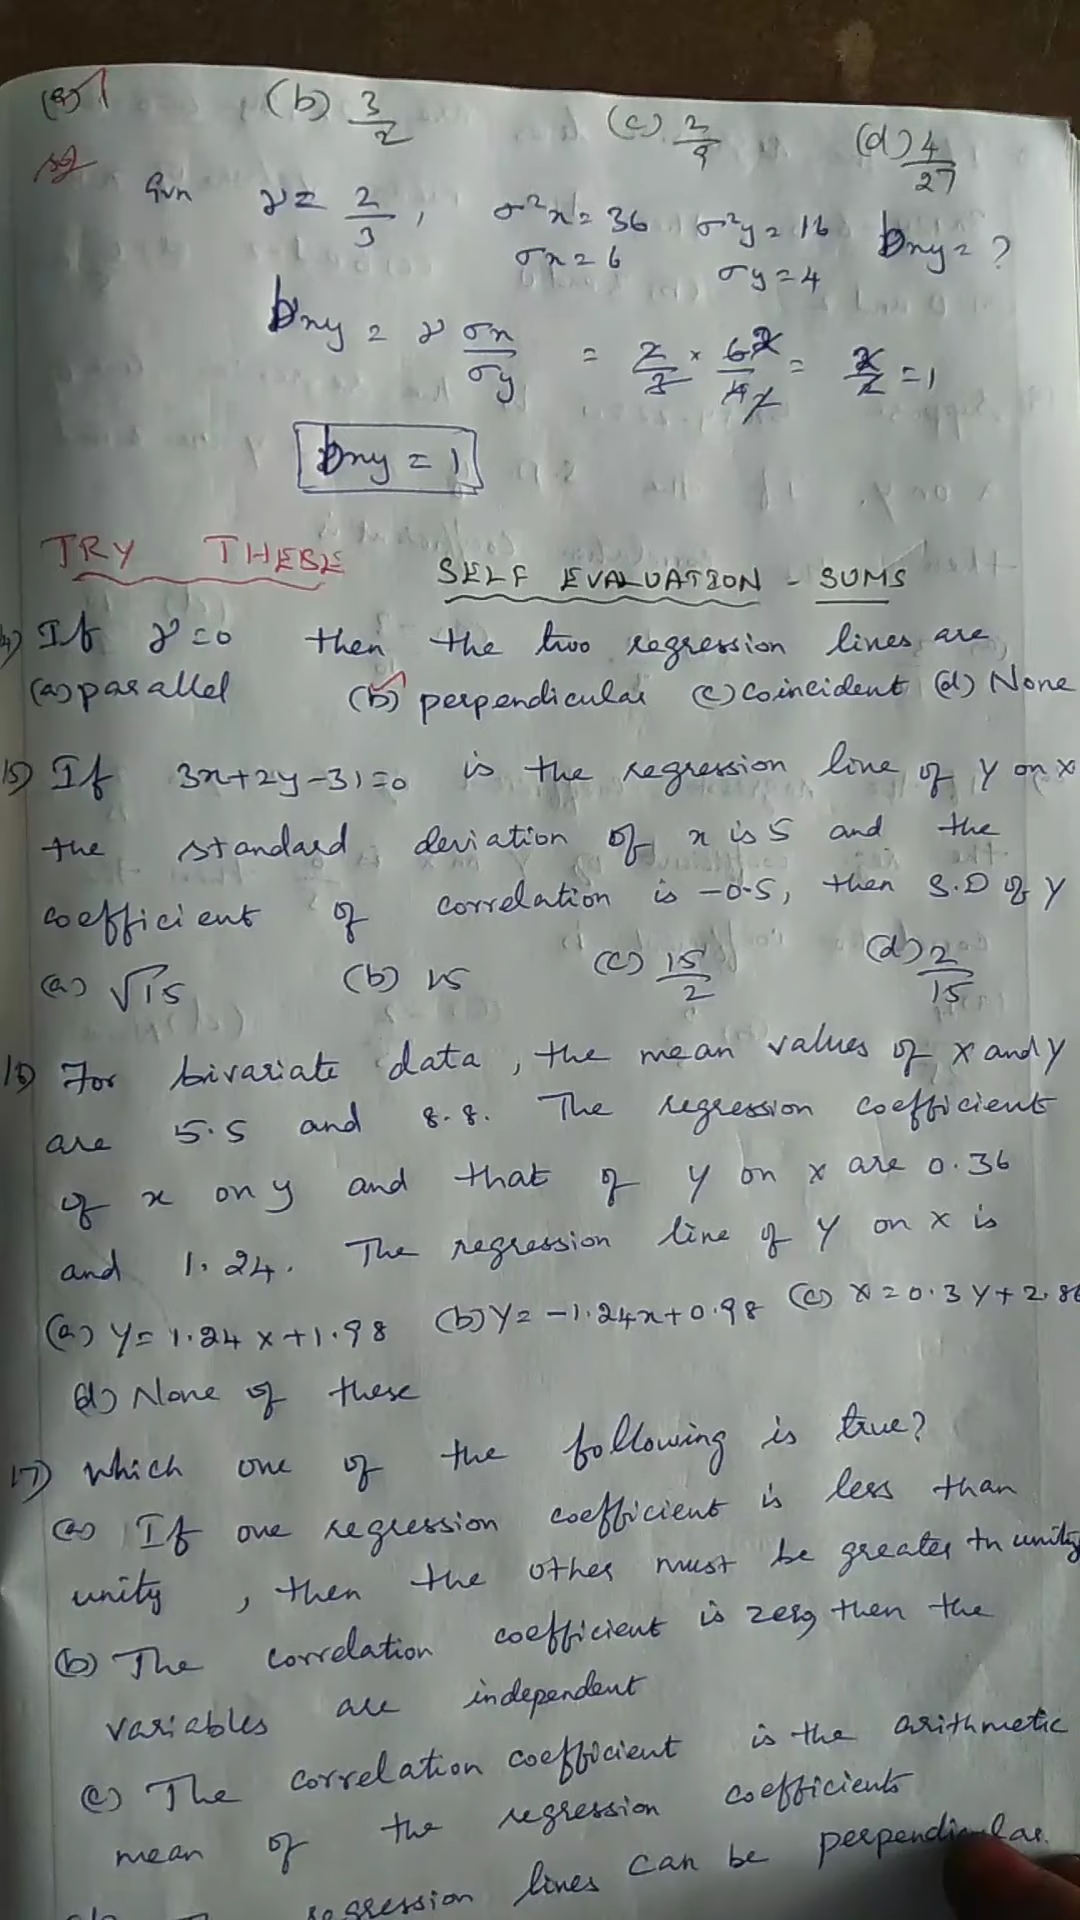 (a) 1 (b) 3/2 (c) 2/9 (d) 4/27
Sol
Givn γ = 2/3, σ²x = 36 σ²y = 16 bxy = ?
σx = 6 σy = 4
bxy = γ σx/σy = 2/3 × 6/4 = 2/2 = 1
bxy = 1
TRY THESE
SELF EVALUATION - SUMS
14) If γ=0 then the two regression lines are
(a) parallel (b) perpendicular (c) coincident (d) None
15) If 3x+2y-31=0 is the regression line of Y on X
the standard deviation of x is 5 and the
coefficient of correlation is -0.5, then S.D of Y
(a) √15 (b) 15 (c) 15/2 (d) 2/15
16) For bivariate data, the mean values of X and Y
are 5.5 and 8.8. The regression coefficients
of x on y and that of Y on X are 0.36
and 1.24. The regression line of Y on X is
(a) Y = 1.24 X + 1.98 (b) Y = -1.24x + 0.98 (c) X = 0.3Y + 2.86
(d) None of these
17) Which one of the following is true?
(a) If one regression coefficient is less than
unity, then the other must be greater tn unity
(b) The correlation coefficient is zero, then the
variables are independent
(c) The correlation coefficient is the arithmetic
mean of the regression coefficients
regression lines can be perpendicular.